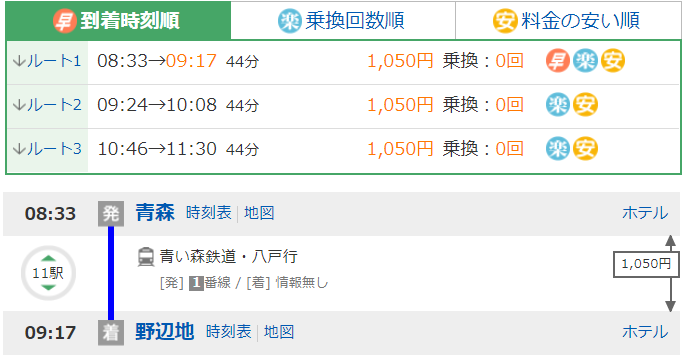 早 到着時刻順 楽 乗換回数順 安 料金の安い順
↓ルート1 08:33→09:17 44分 1,050円 乗換:0回 早 楽 安
↓ルート2 09:24→10:08 44分 1,050円 乗換:0回 楽 安
↓ルート3 10:46→11:30 44分 1,050円 乗換:0回 楽 安
08:33 発 青森 時刻表 | 地図 ホテル
青い森鉄道・八戸行
11駅 1,050円
[発] 1番線 / [着] 情報無し
09:17 着 野辺地 時刻表 | 地図 ホテル